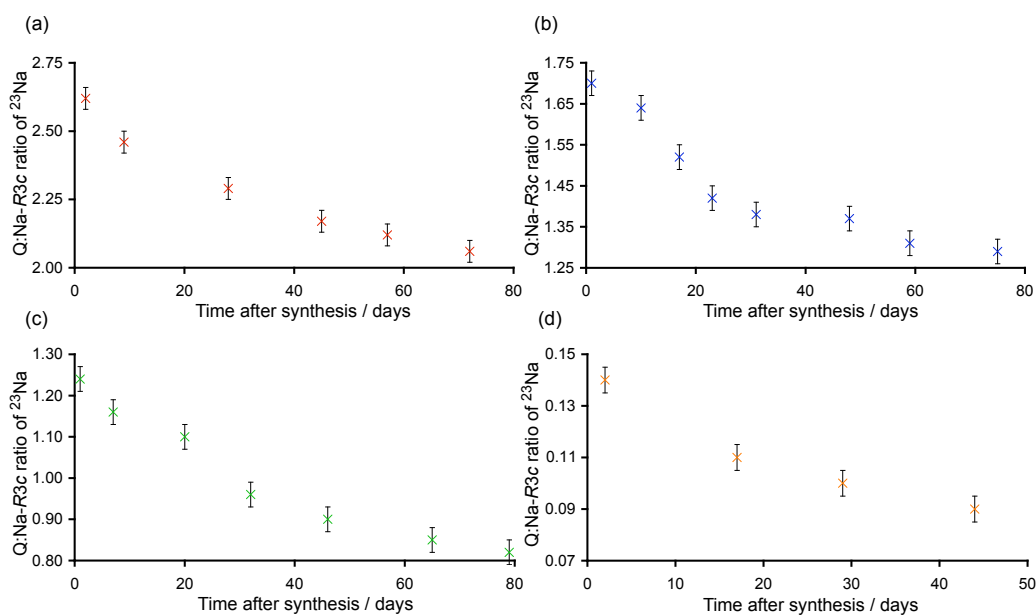 (a)
Q:Na-R3c ratio of ²³Na
2.75
2.50
2.25
2.00
0 20 40 60 80
Time after synthesis / days
(b)
Q:Na-R3c ratio of ²³Na
1.75
1.65
1.55
1.45
1.35
1.25
0 20 40 60 80
Time after synthesis / days
(c)
Q:Na-R3c ratio of ²³Na
1.30
1.20
1.10
1.00
0.90
0.80
0 20 40 60 80
Time after synthesis / days
(d)
Q:Na-R3c ratio of ²³Na
0.15
0.13
0.11
0.09
0.07
0 10 20 30 40 50
Time after synthesis / days